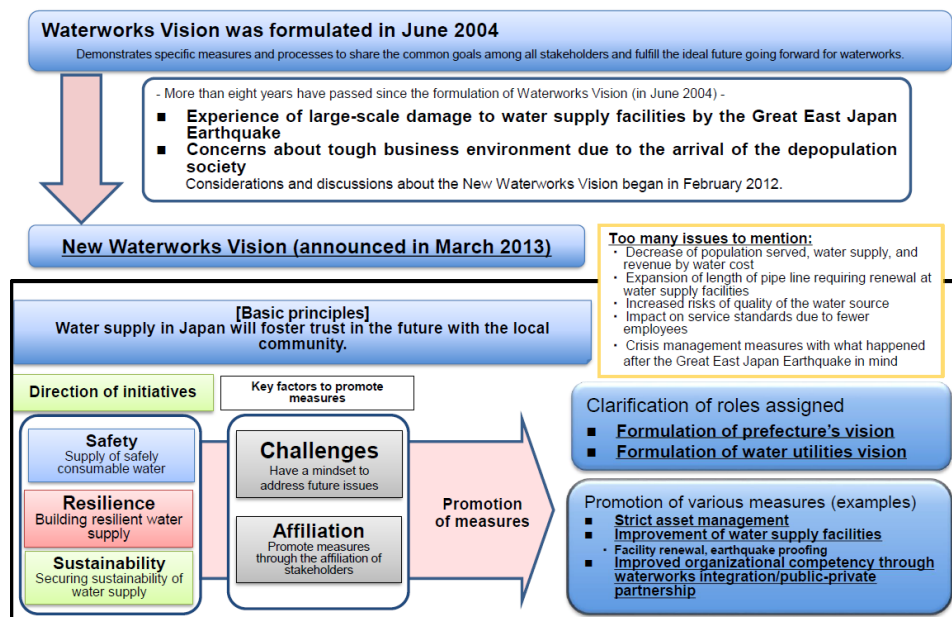 Waterworks Vision was formulated in June 2004
Demonstrates specific measures and processes to share the common goals among all stakeholders and fulfill the ideal future going forward for waterworks.
- More than eight years have passed since the formulation of Waterworks Vision (in June 2004) -
■ Experience of large-scale damage to water supply facilities by the Great East Japan
Earthquake
■ Concerns about tough business environment due to the arrival of the depopulation
society
Considerations and discussions about the New Waterworks Vision began in February 2012.
New Waterworks Vision (announced in March 2013)
Too many issues to mention:
・ Decrease of population served, water supply, and
revenue by water cost
・ Expansion of length of pipe line requiring renewal at
water supply facilities
・ Increased risks of quality of the water source
・ Impact on service standards due to fewer
employees
・ Crisis management measures with what happened
after the Great East Japan Earthquake in mind
[Basic principles]
Water supply in Japan will foster trust in the future with the local
community.
Direction of initiatives
Safety
Supply of safely
consumable water
Resilience
Building resilient water
supply
Sustainability
Securing sustainability of
water supply
Key factors to promote
measures
Challenges
Have a mindset to
address future issues
Affiliation
Promote measures
through the affiliation of
stakeholders
Promotion
of measures
Clarification of roles assigned
■ Formulation of prefecture's vision
■ Formulation of water utilities vision
Promotion of various measures (examples)
■ Strict asset management
■ Improvement of water supply facilities
・ Facility renewal, earthquake proofing
■ Improved organizational competency through
waterworks integration/public-private
partnership